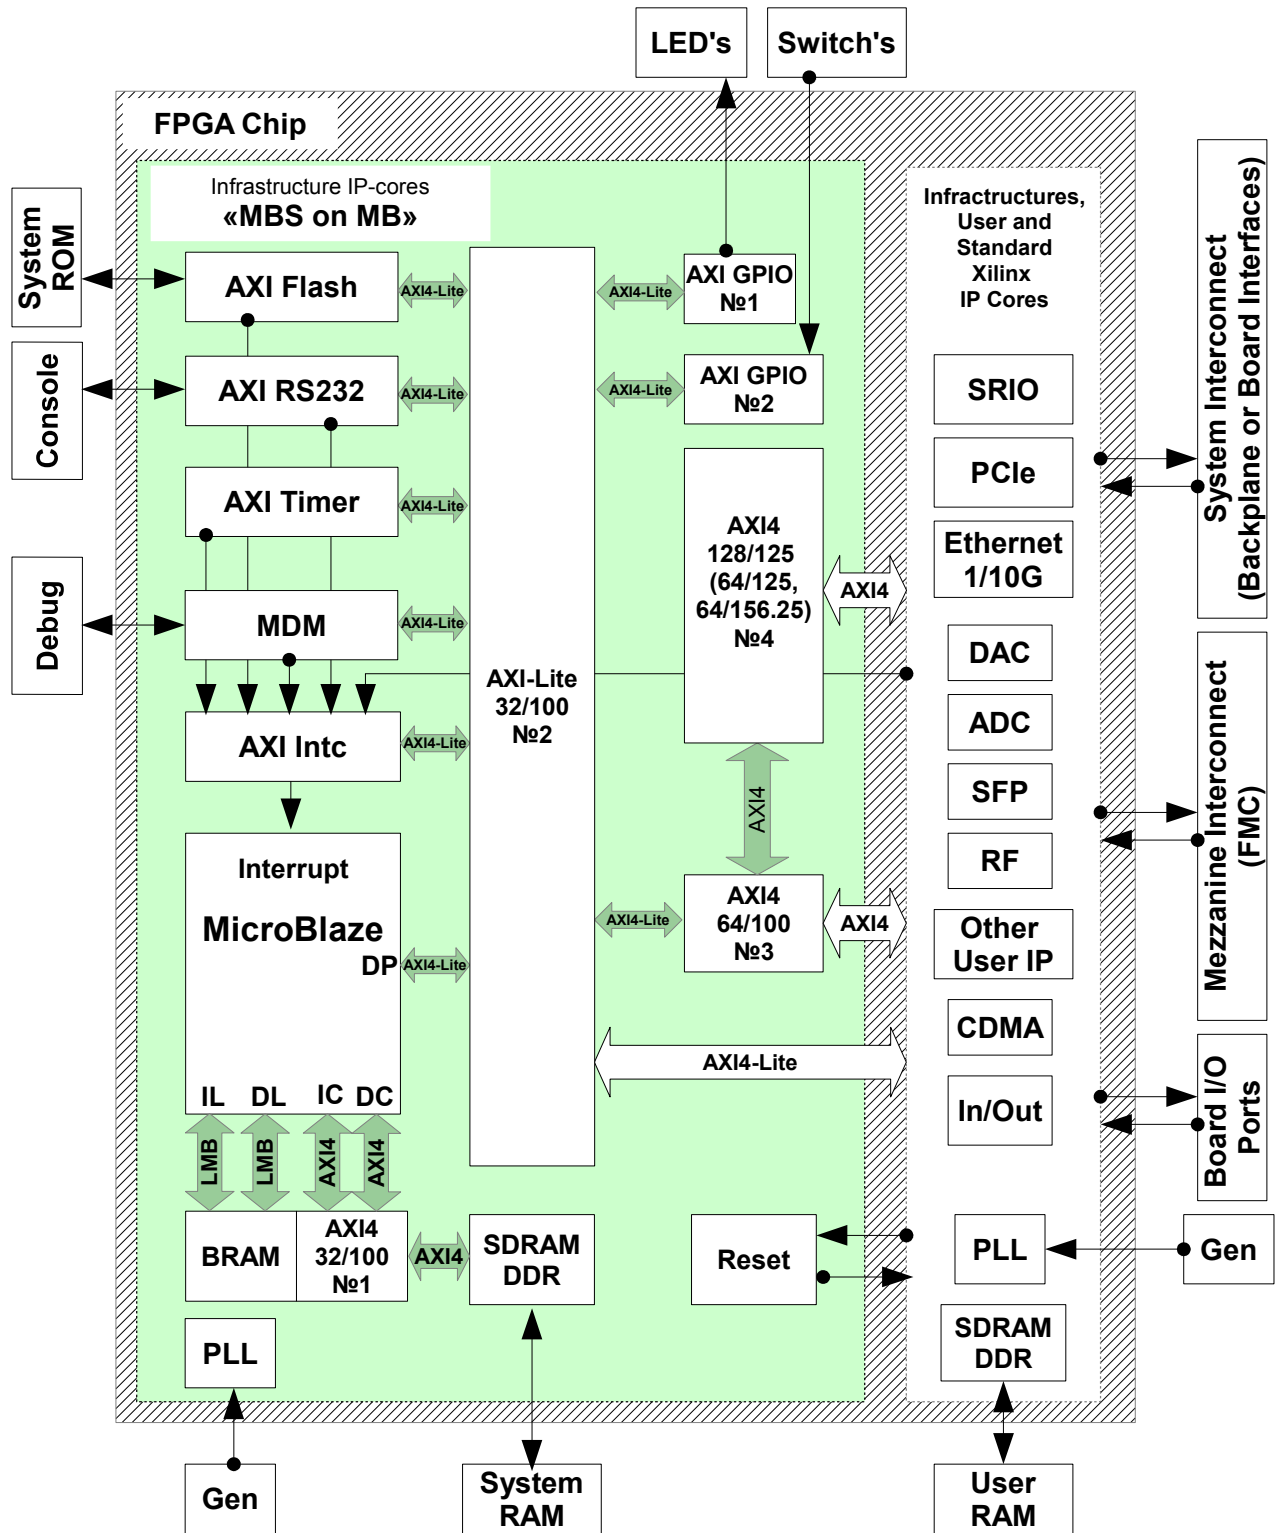 LED's
Switch's
FPGA Chip
Infrastructure IP-cores
«MBS on MB»
System
ROM
Console
Debug
AXI Flash
AXI4-Lite
AXI RS232
AXI4-Lite
AXI Timer
AXI4-Lite
MDM
AXI4-Lite
AXI Intc
AXI4-Lite
Interrupt
MicroBlaze
DP
AXI4-Lite
IL
DL
IC
DC
LMB
LMB
AXI4
AXI4
BRAM
AXI4
32/100
№1
AXI4
SDRAM
DDR
PLL
Gen
System
RAM
AXI-Lite
32/100
№2
AXI4-Lite
AXI GPIO
№1
AXI4-Lite
AXI GPIO
№2
AXI4
128/125
(64/125,
64/156.25)
№4
AXI4
AXI4
AXI4-Lite
AXI4
64/100
№3
AXI4
AXI4-Lite
Reset
Infractructures,
User and
Standard
Xilinx
IP Cores
SRIO
PCIe
Ethernet
1/10G
DAC
ADC
SFP
RF
Other
User IP
CDMA
In/Out
PLL
SDRAM
DDR
User
RAM
System Interconnect
(Backplane or Board Interfaces)
Mezzanine Interconnect
(FMC)
Board I/O
Ports
Gen